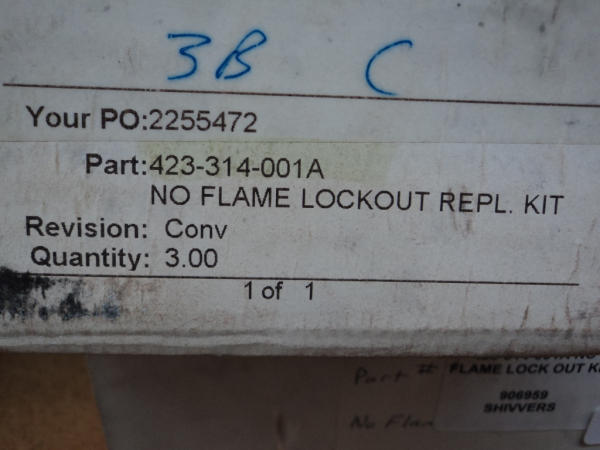 3B C
Your PO:2255472
Part:423-314-001A
NO FLAME LOCKOUT REPL. KIT
Revision: Conv
Quantity: 3.00
1 of 1
Part #
FLAME LOCK OUT K
906959
SHIVVERS
No Flam